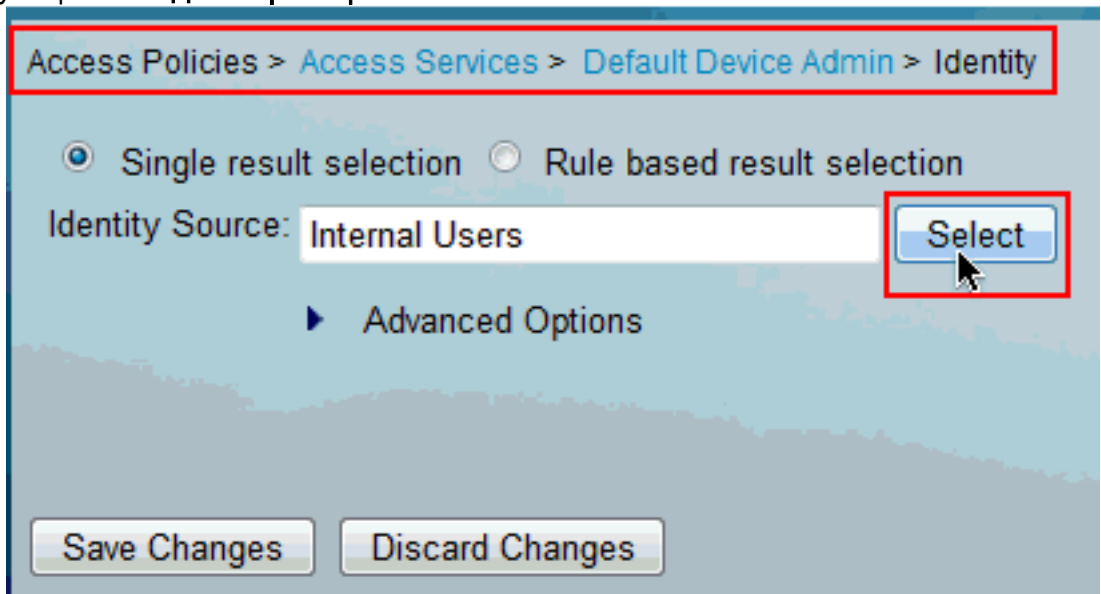 Access Policies > Access Services > Default Device Admin > Identity
Single result selection Rule based result selection
Identity Source: Internal Users Select
Advanced Options
Save Changes Discard Changes